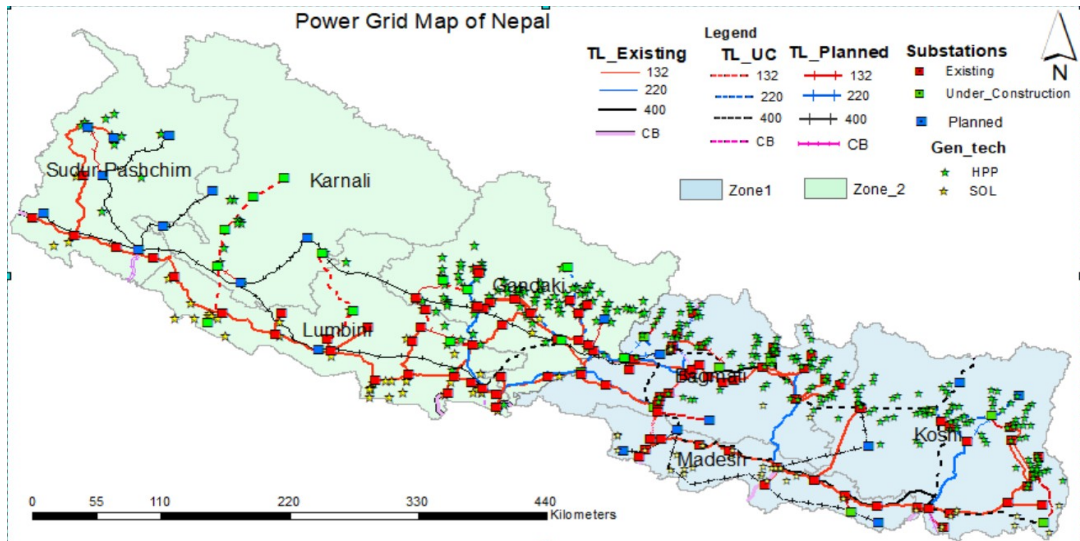 Power Grid Map of Nepal
Legend
TL_Existing TL_UC TL_Planned Substations
132 132 132 Existing
220 220 220 Under_Construction
400 400 400 Planned
CB CB CB Gen_tech
HPP
Zone1 Zone_2 SOL
N
Sudur Pashchim
Karnali
Gandaki
Lumbini
Bagmati
Koshi
Madesh
0 55 110 220 330 440
Kilometers